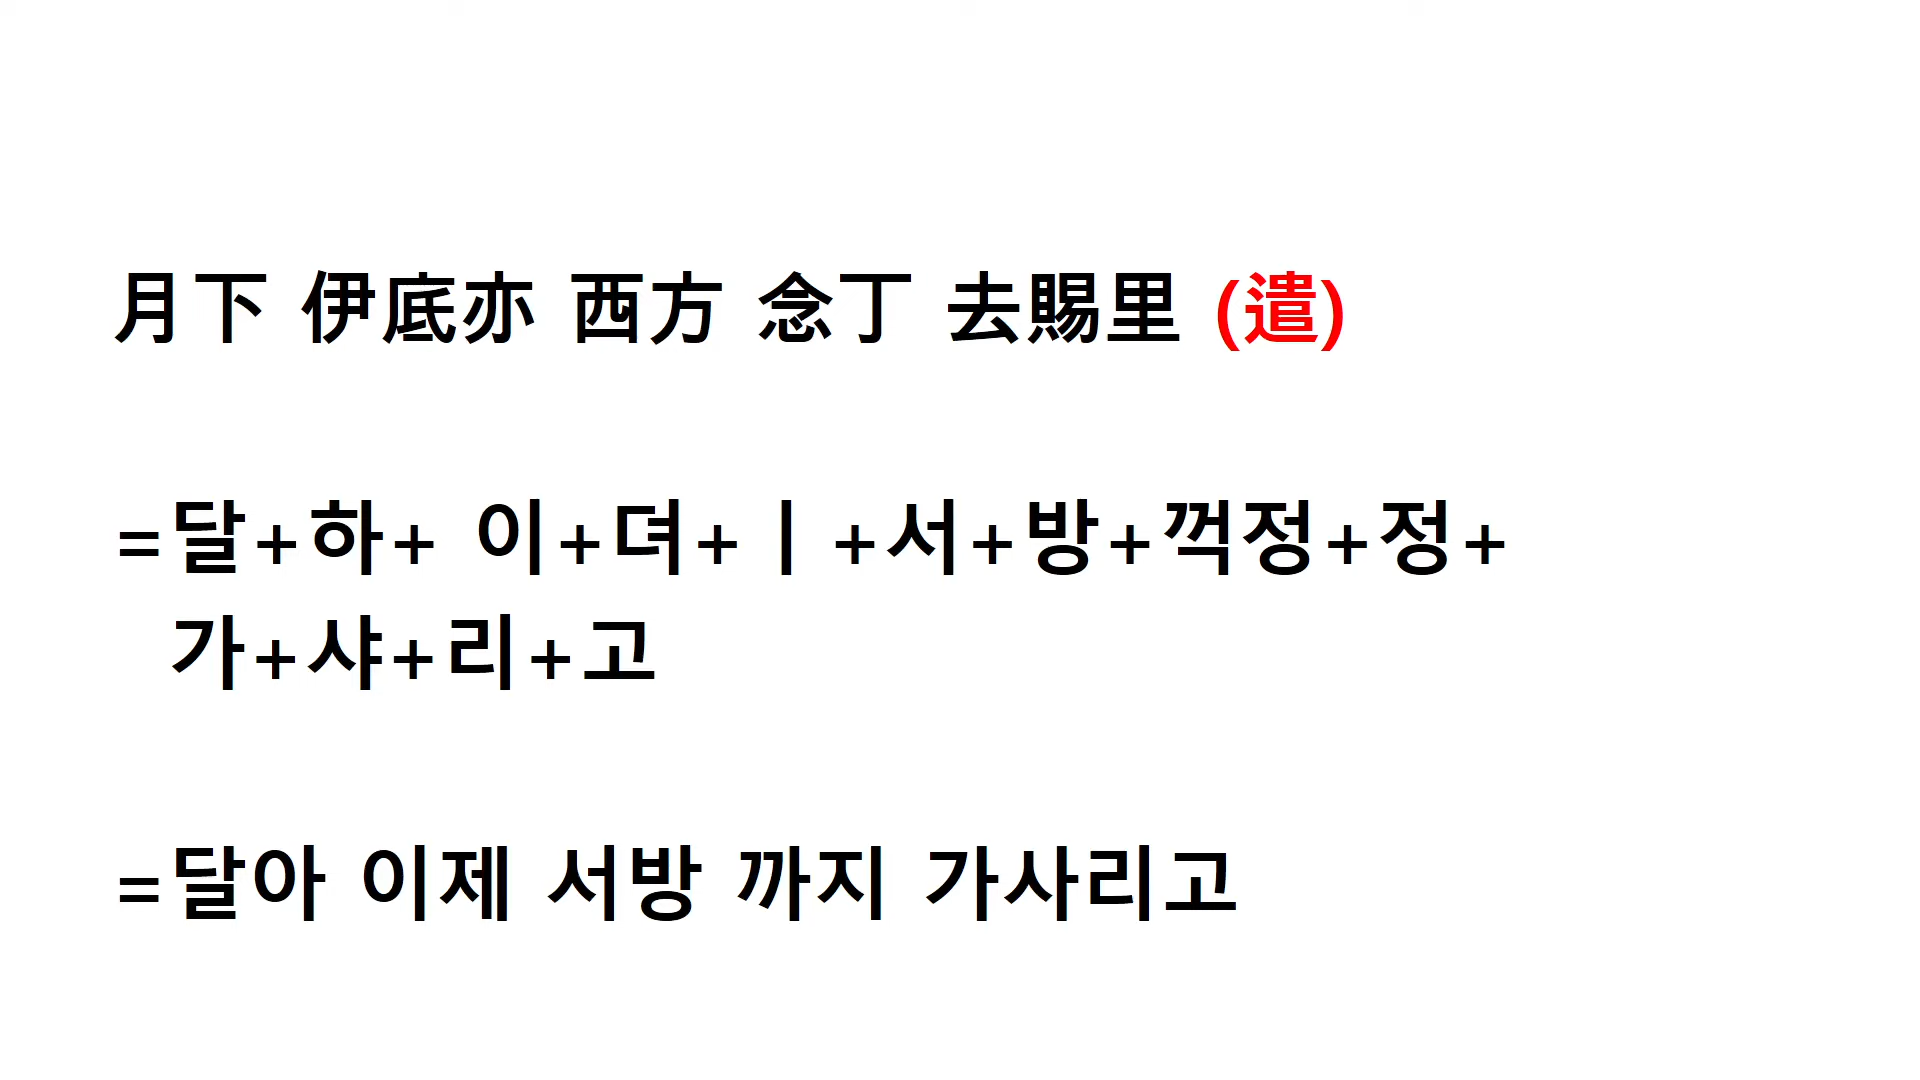 月下 伊底亦 西方 念丁 去賜里 (遣)
=달+하+ 이+뎌+ㅣ+서+방+꺽정+정+
가+샤+리+고
=달아 이제 서방 까지 가사리고